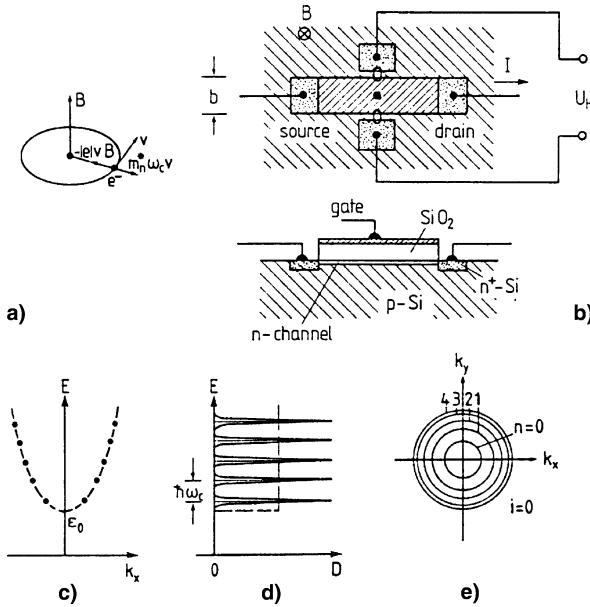 B
B
I
b
source
drain
U_H
B
v
-|e|v B
m_n ω_c v
e⁻
a)
gate
SiO₂
n⁺-Si
p-Si
n-channel
b)
E
ε₀
k_x
c)
E
ħω_c
0
D
d)
k_y
4 3 2 1
n=0
k_x
i=0
e)